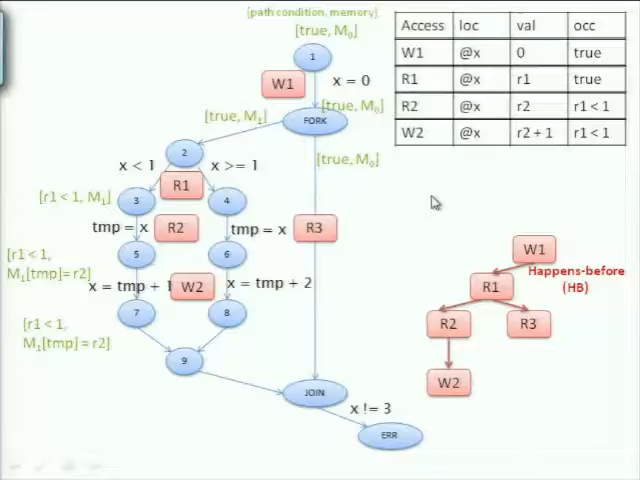 [path condition, memory]
[true, M0]
1
W1
x = 0
[true, M0]
[true, M1]
FORK
[true, M0]
2
x < 1
x >= 1
R1
[r1 < 1, M1]
3
4
tmp = x
R2
tmp = x
R3
[r1 < 1,
M1[tmp]= r2]
5
6
x = tmp + 1
W2
x = tmp + 2
[r1 < 1,
M1[tmp] = r2]
7
8
9
JOIN
x != 3
ERR
Access loc val occ
W1 @x 0 true
R1 @x r1 true
R2 @x r2 r1 < 1
W2 @x r2 + 1 r1 < 1
W1
Happens-before
(HB)
R1
R2
R3
W2